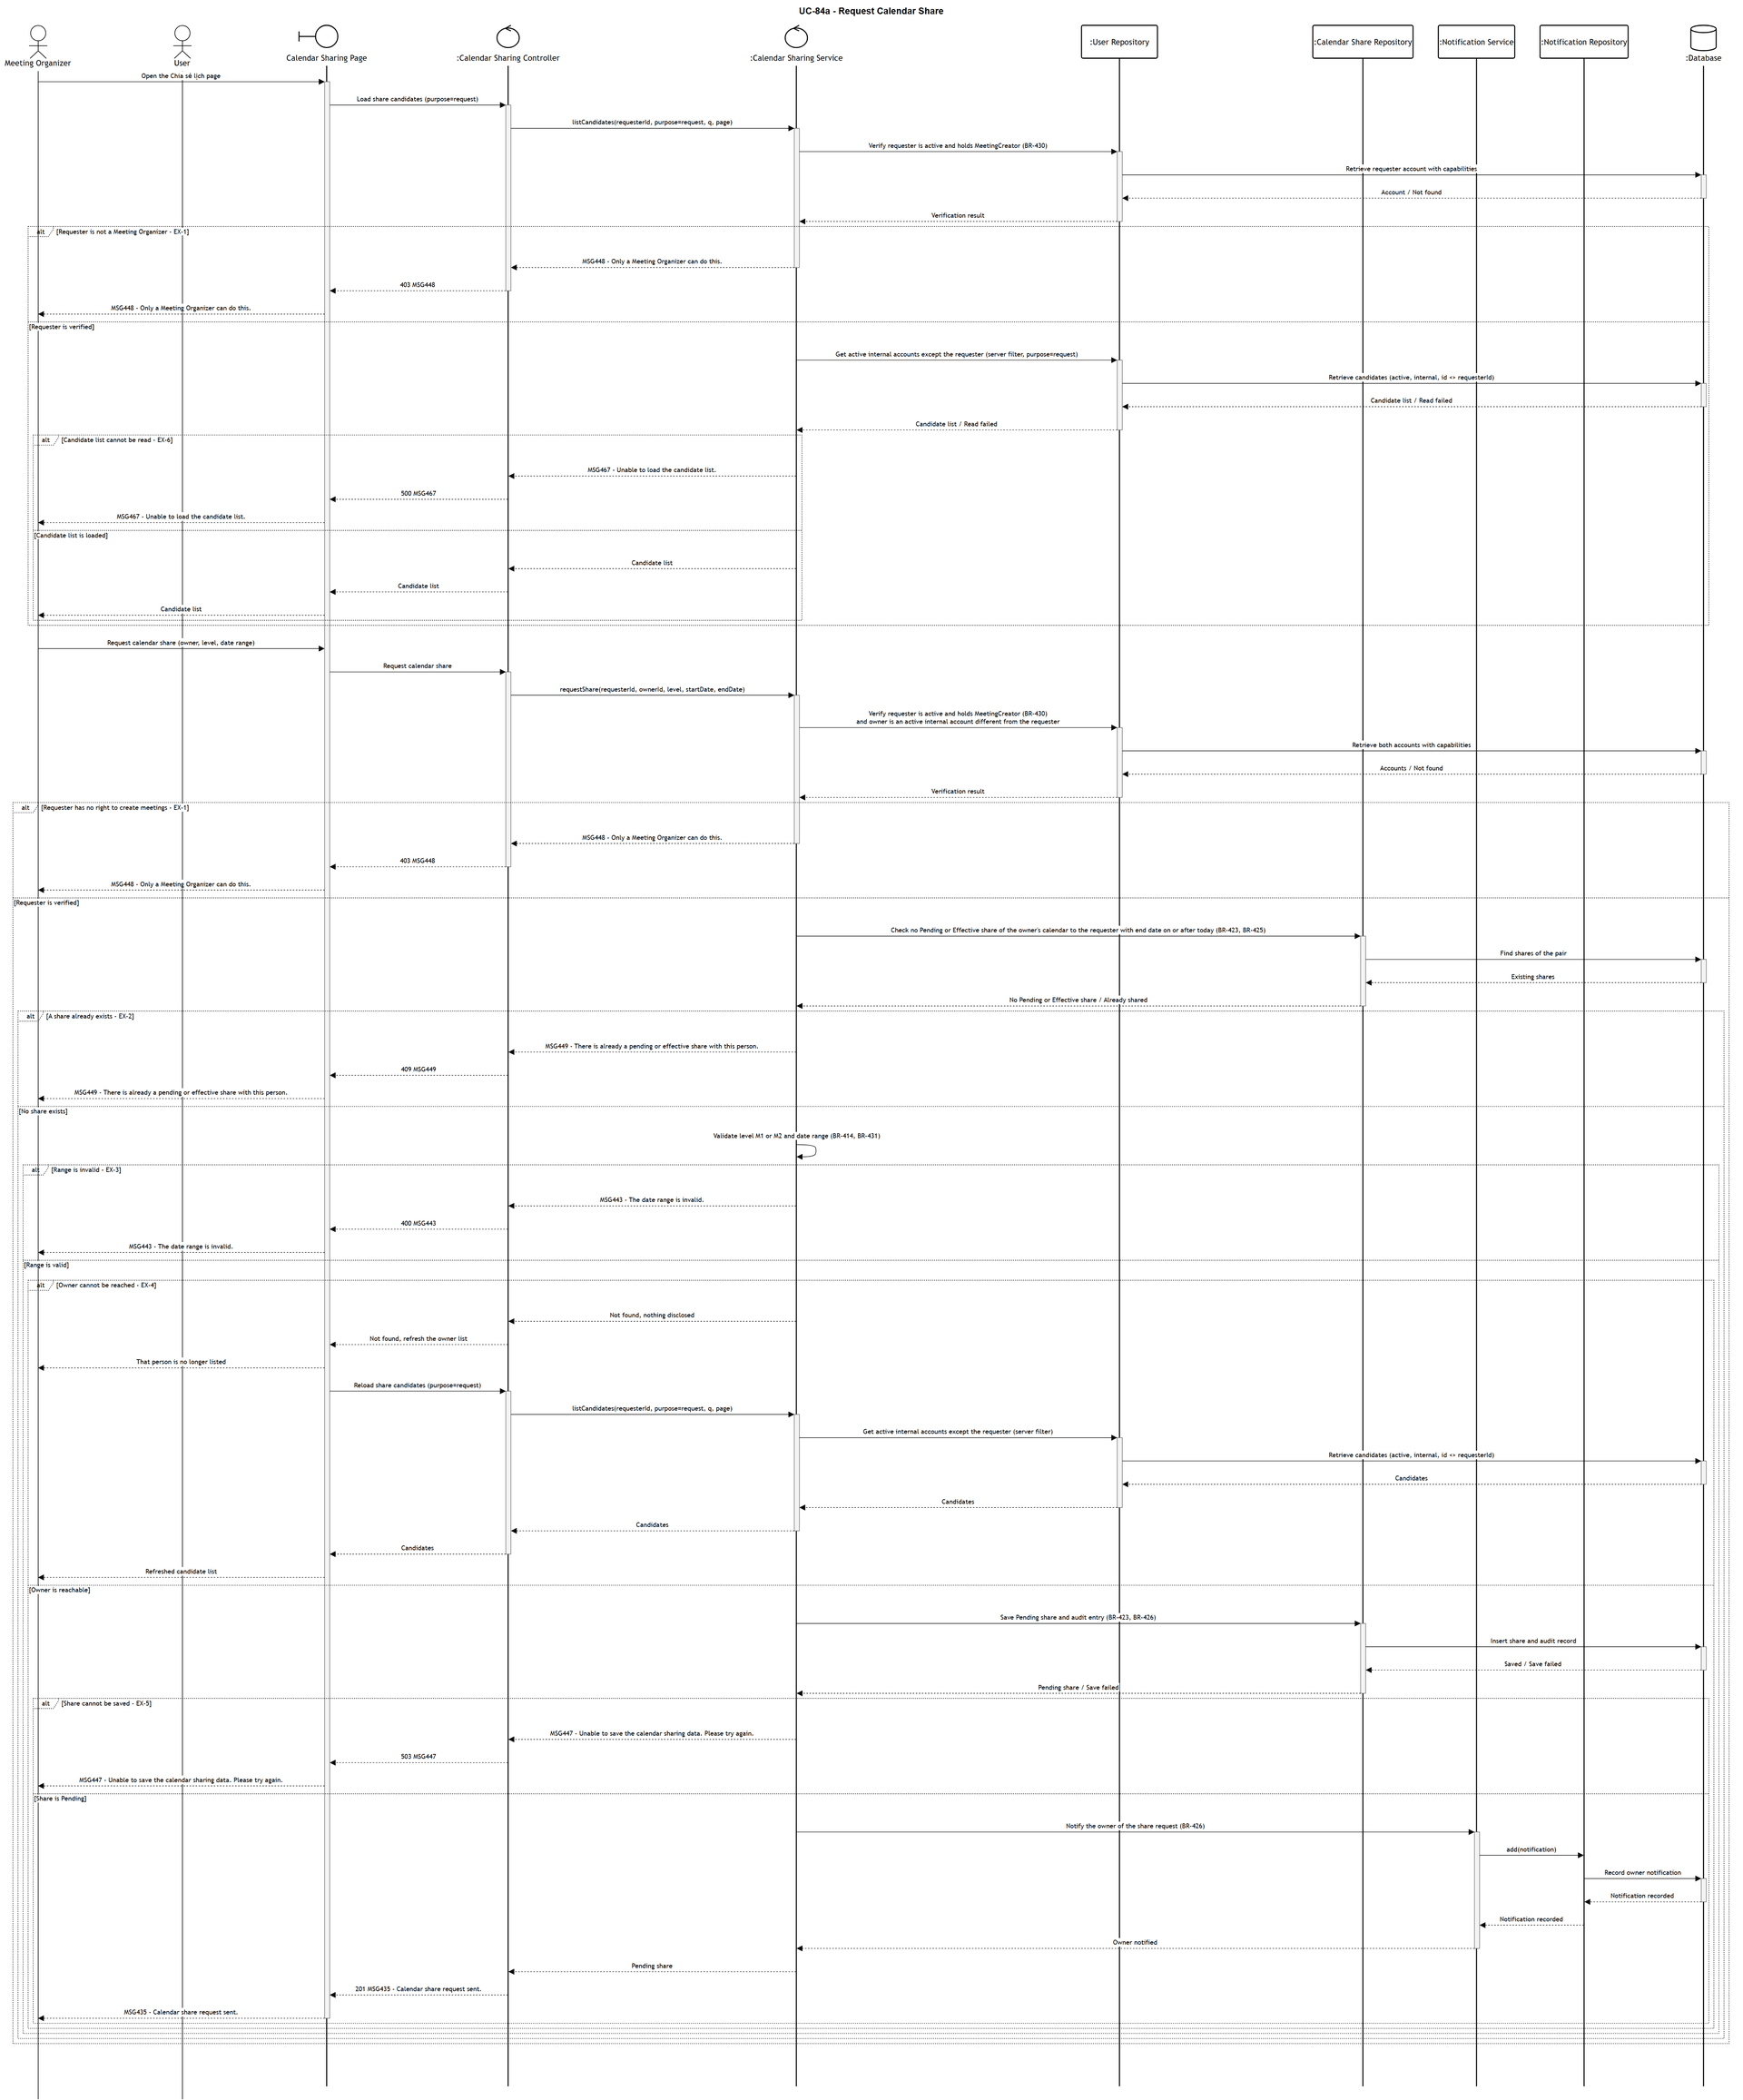 UC-84a - Request Calendar Share
Meeting Organizer
User
Calendar Sharing Page
:Calendar Sharing Controller
:Calendar Sharing Service
:User Repository
:Calendar Share Repository
:Notification Service
:Notification Repository
:Database
Open the Chia sẻ lịch page
Load share candidates (purpose=request)
listCandidates(requesterId, purpose=request, q, page)
Verify requester is active and holds MeetingCreator (BR-430)
Retrieve requester account with capabilities
Account / Not found
Verification result
alt [Requester is not a Meeting Organizer - EX-1]
MSG448 - Only a Meeting Organizer can do this.
403 MSG448
MSG448 - Only a Meeting Organizer can do this.
[Requester is verified]
Get active internal accounts except the requester (server filter, purpose=request)
Retrieve candidates (active, internal, id <> requesterId)
Candidate list / Read failed
Candidate list / Read failed
alt [Candidate list cannot be read - EX-6]
MSG467 - Unable to load the candidate list.
500 MSG467
MSG467 - Unable to load the candidate list.
[Candidate list is loaded]
Candidate list
Candidate list
Candidate list
Request calendar share (owner, level, date range)
Request calendar share
requestShare(requesterId, ownerId, level, startDate, endDate)
Verify requester is active and holds MeetingCreator (BR-430)
and owner is an active internal account different from the requester
Retrieve both accounts with capabilities
Accounts / Not found
Verification result
alt [Requester has no right to create meetings - EX-1]
MSG448 - Only a Meeting Organizer can do this.
403 MSG448
MSG448 - Only a Meeting Organizer can do this.
[Requester is verified]
Check no Pending or Effective share of the owner's calendar to the requester with end date on or after today (BR-423, BR-425)
Find shares of the pair
Existing shares
No Pending or Effective share / Already shared
alt [A share already exists - EX-2]
MSG449 - There is already a pending or effective share with this person.
409 MSG449
MSG449 - There is already a pending or effective share with this person.
[No share exists]
Validate level M1 or M2 and date range (BR-414, BR-431)
alt [Range is invalid - EX-3]
MSG443 - The date range is invalid.
400 MSG443
MSG443 - The date range is invalid.
[Range is valid]
alt [Owner cannot be reached - EX-4]
Not found, nothing disclosed
Not found, refresh the owner list
That person is no longer listed
Reload share candidates (purpose=request)
listCandidates(requesterId, purpose=request, q, page)
Get active internal accounts except the requester (server filter)
Retrieve candidates (active, internal, id <> requesterId)
Candidates
Candidates
Candidates
Candidates
Refreshed candidate list
[Owner is reachable]
Save Pending share and audit entry (BR-423, BR-426)
Insert share and audit record
Saved / Save failed
Pending share / Save failed
alt [Share cannot be saved - EX-5]
MSG447 - Unable to save the calendar sharing data. Please try again.
503 MSG447
MSG447 - Unable to save the calendar sharing data. Please try again.
[Share is Pending]
Notify the owner of the share request (BR-426)
add(notification)
Record owner notification
Notification recorded
Notification recorded
Owner notified
Pending share
201 MSG435 - Calendar share request sent.
MSG435 - Calendar share request sent.